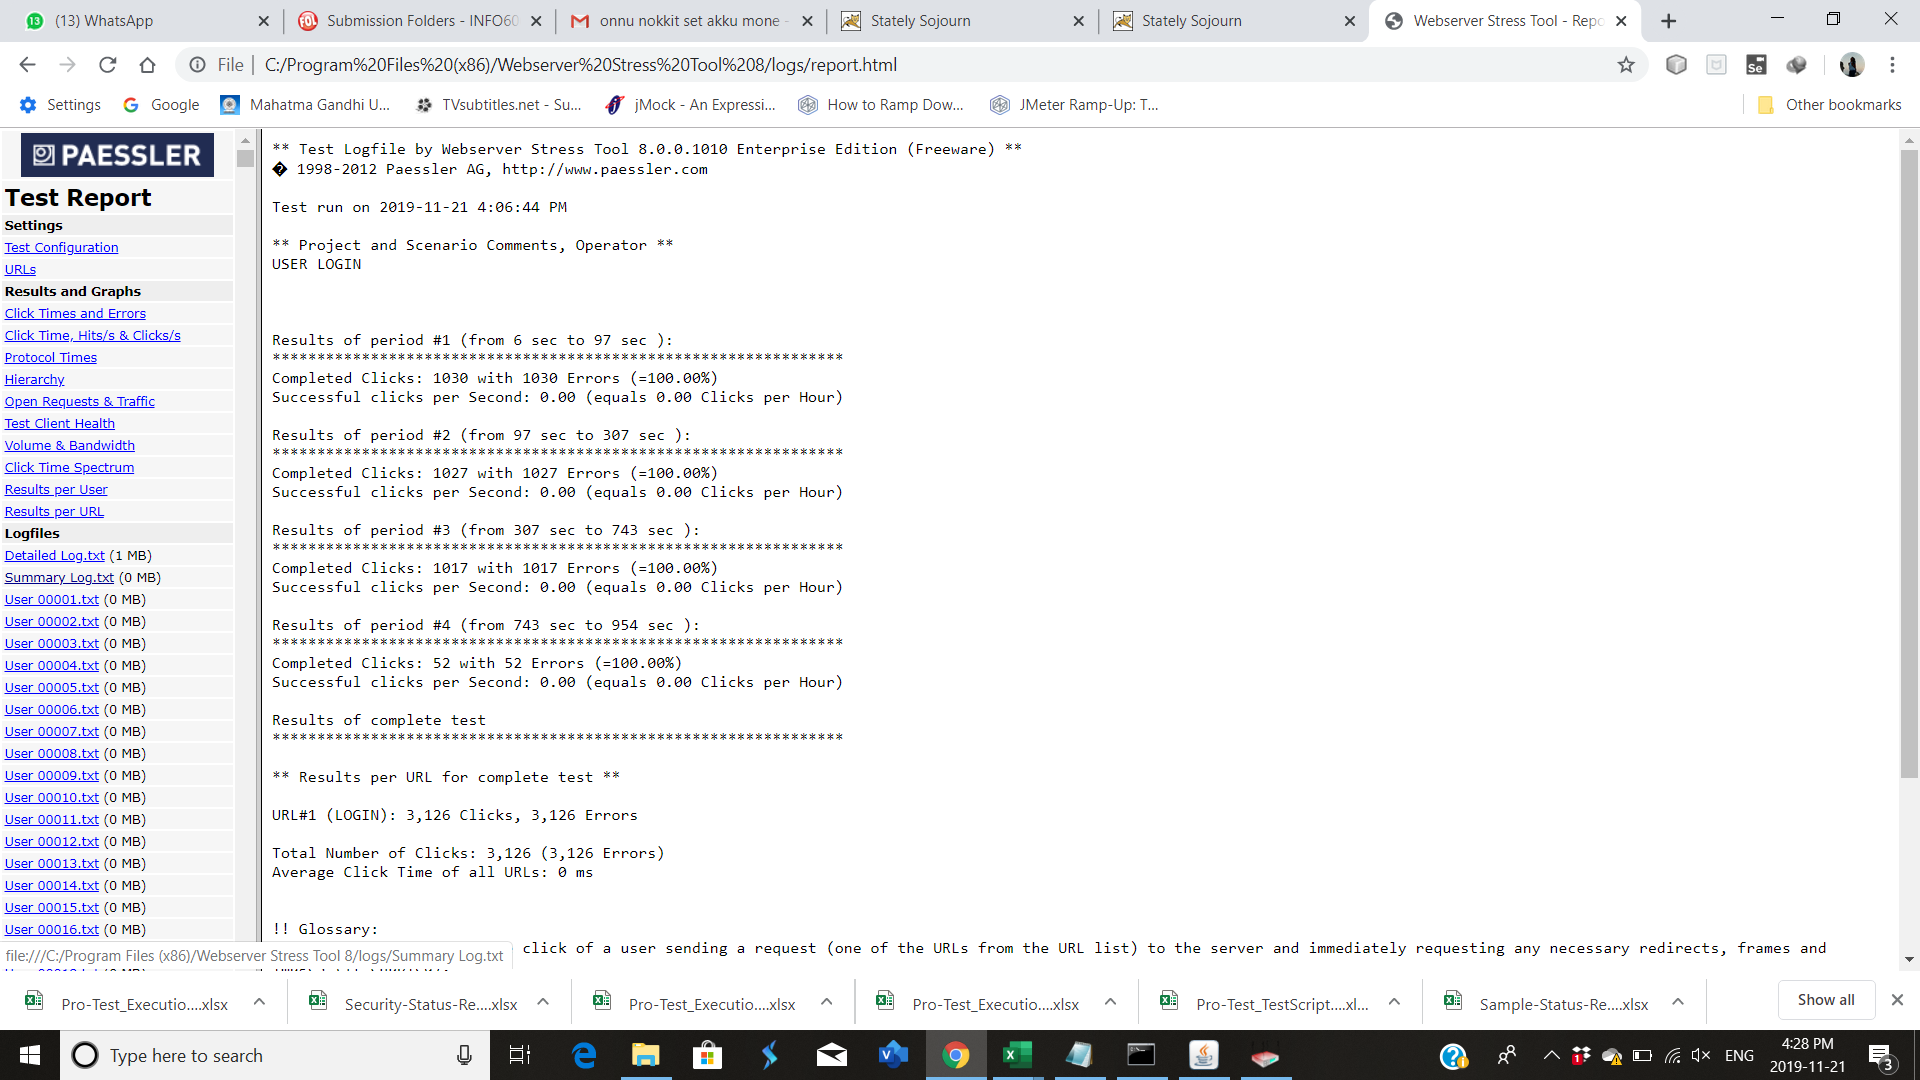 (13) WhatsApp
Submission Folders - INFO60
onnu nokkit set akku mone -
Stately Sojourn
Stately Sojourn
Webserver Stress Tool - Repo
File | C:/Program%20Files%20(x86)/Webserver%20Stress%20Tool%208/logs/report.html
Settings
Google
Mahatma Gandhi U...
TVsubtitles.net - Su...
jMock - An Expressi...
How to Ramp Dow...
JMeter Ramp-Up: T...
Other bookmarks
PAESSLER
Test Report
Settings
Test Configuration
URLs
Results and Graphs
Click Times and Errors
Click Time, Hits/s & Clicks/s
Protocol Times
Hierarchy
Open Requests & Traffic
Test Client Health
Volume & Bandwidth
Click Time Spectrum
Results per User
Results per URL
Logfiles
Detailed Log.txt (1 MB)
Summary Log.txt (0 MB)
User 00001.txt (0 MB)
User 00002.txt (0 MB)
User 00003.txt (0 MB)
User 00004.txt (0 MB)
User 00005.txt (0 MB)
User 00006.txt (0 MB)
User 00007.txt (0 MB)
User 00008.txt (0 MB)
User 00009.txt (0 MB)
User 00010.txt (0 MB)
User 00011.txt (0 MB)
User 00012.txt (0 MB)
User 00013.txt (0 MB)
User 00014.txt (0 MB)
User 00015.txt (0 MB)
User 00016.txt (0 MB)
file:///C:/Program Files (x86)/Webserver Stress Tool 8/logs/Summary Log.txt
** Test Logfile by Webserver Stress Tool 8.0.0.1010 Enterprise Edition (Freeware) **
� 1998-2012 Paessler AG, http://www.paessler.com
Test run on 2019-11-21 4:06:44 PM
** Project and Scenario Comments, Operator **
USER LOGIN
Results of period #1 (from 6 sec to 97 sec ):
****************************************************************
Completed Clicks: 1030 with 1030 Errors (=100.00%)
Successful clicks per Second: 0.00 (equals 0.00 Clicks per Hour)
Results of period #2 (from 97 sec to 307 sec ):
****************************************************************
Completed Clicks: 1027 with 1027 Errors (=100.00%)
Successful clicks per Second: 0.00 (equals 0.00 Clicks per Hour)
Results of period #3 (from 307 sec to 743 sec ):
****************************************************************
Completed Clicks: 1017 with 1017 Errors (=100.00%)
Successful clicks per Second: 0.00 (equals 0.00 Clicks per Hour)
Results of period #4 (from 743 sec to 954 sec ):
****************************************************************
Completed Clicks: 52 with 52 Errors (=100.00%)
Successful clicks per Second: 0.00 (equals 0.00 Clicks per Hour)
Results of complete test
****************************************************************
** Results per URL for complete test **
URL#1 (LOGIN): 3,126 Clicks, 3,126 Errors
Total Number of Clicks: 3,126 (3,126 Errors)
Average Click Time of all URLs: 0 ms
!! Glossary:
click of a user sending a request (one of the URLs from the URL list) to the server and immediately requesting any necessary redirects, frames and
Pro-Test_Executio....xlsx
Security-Status-Re....xlsx
Pro-Test_Executio....xlsx
Pro-Test_Executio....xlsx
Pro-Test_TestScript....xl...
Sample-Status-Re....xlsx
Show all
Type here to search
ENG
4:28 PM
2019-11-21
3